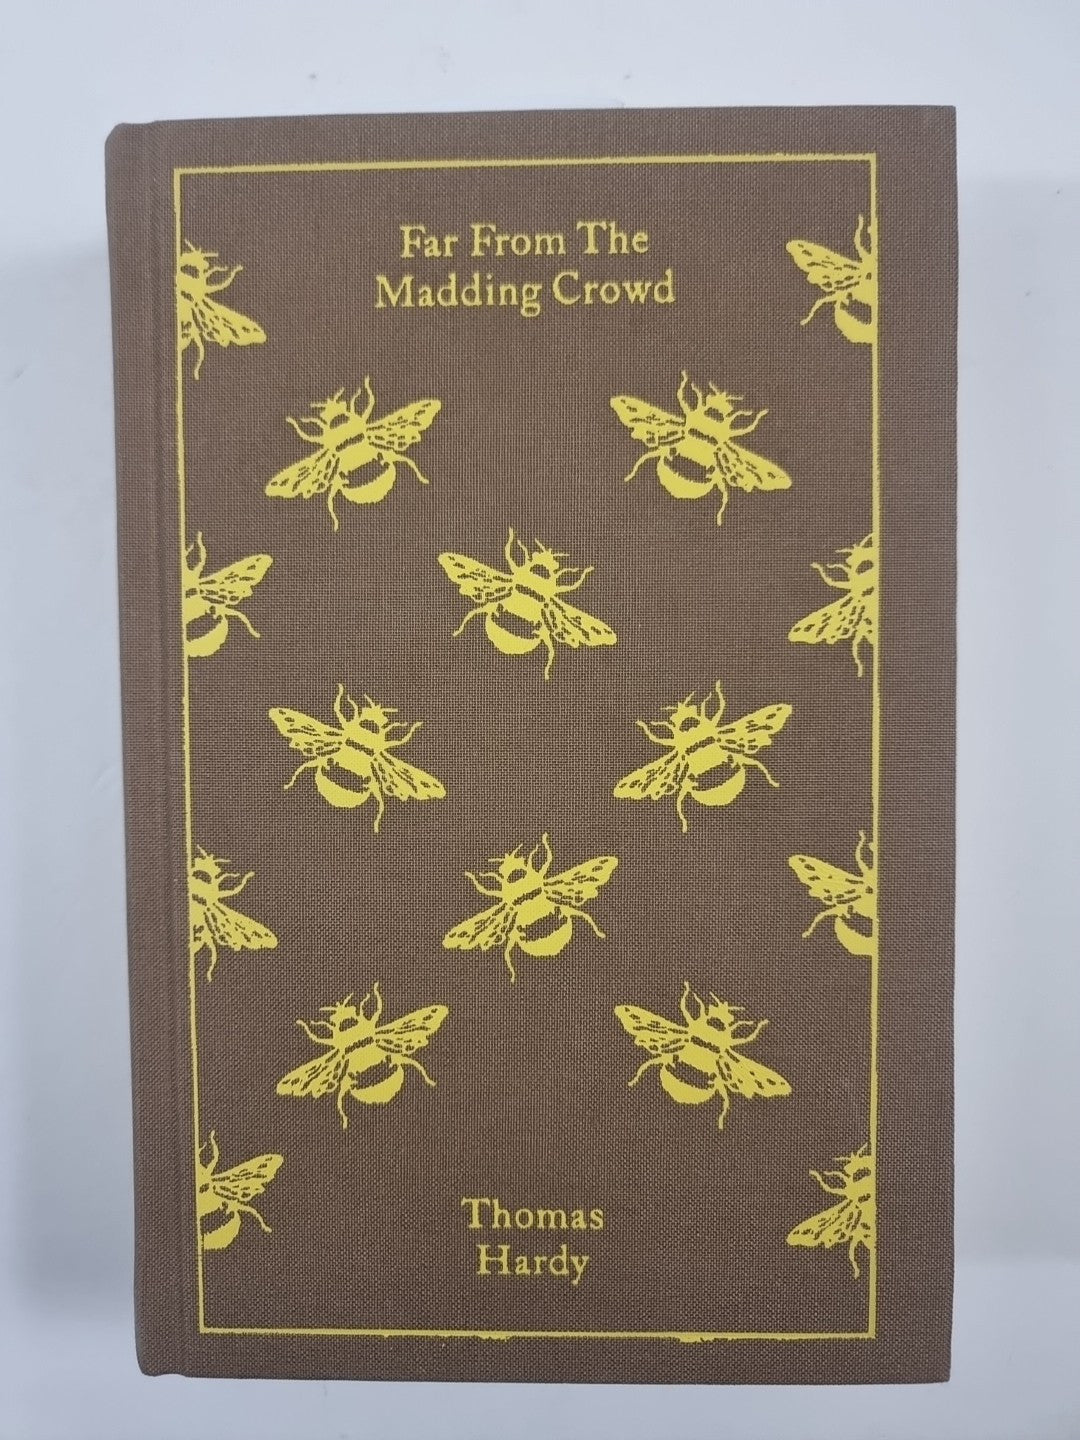 Far From The
Madding Crowd
Thomas
Hardy